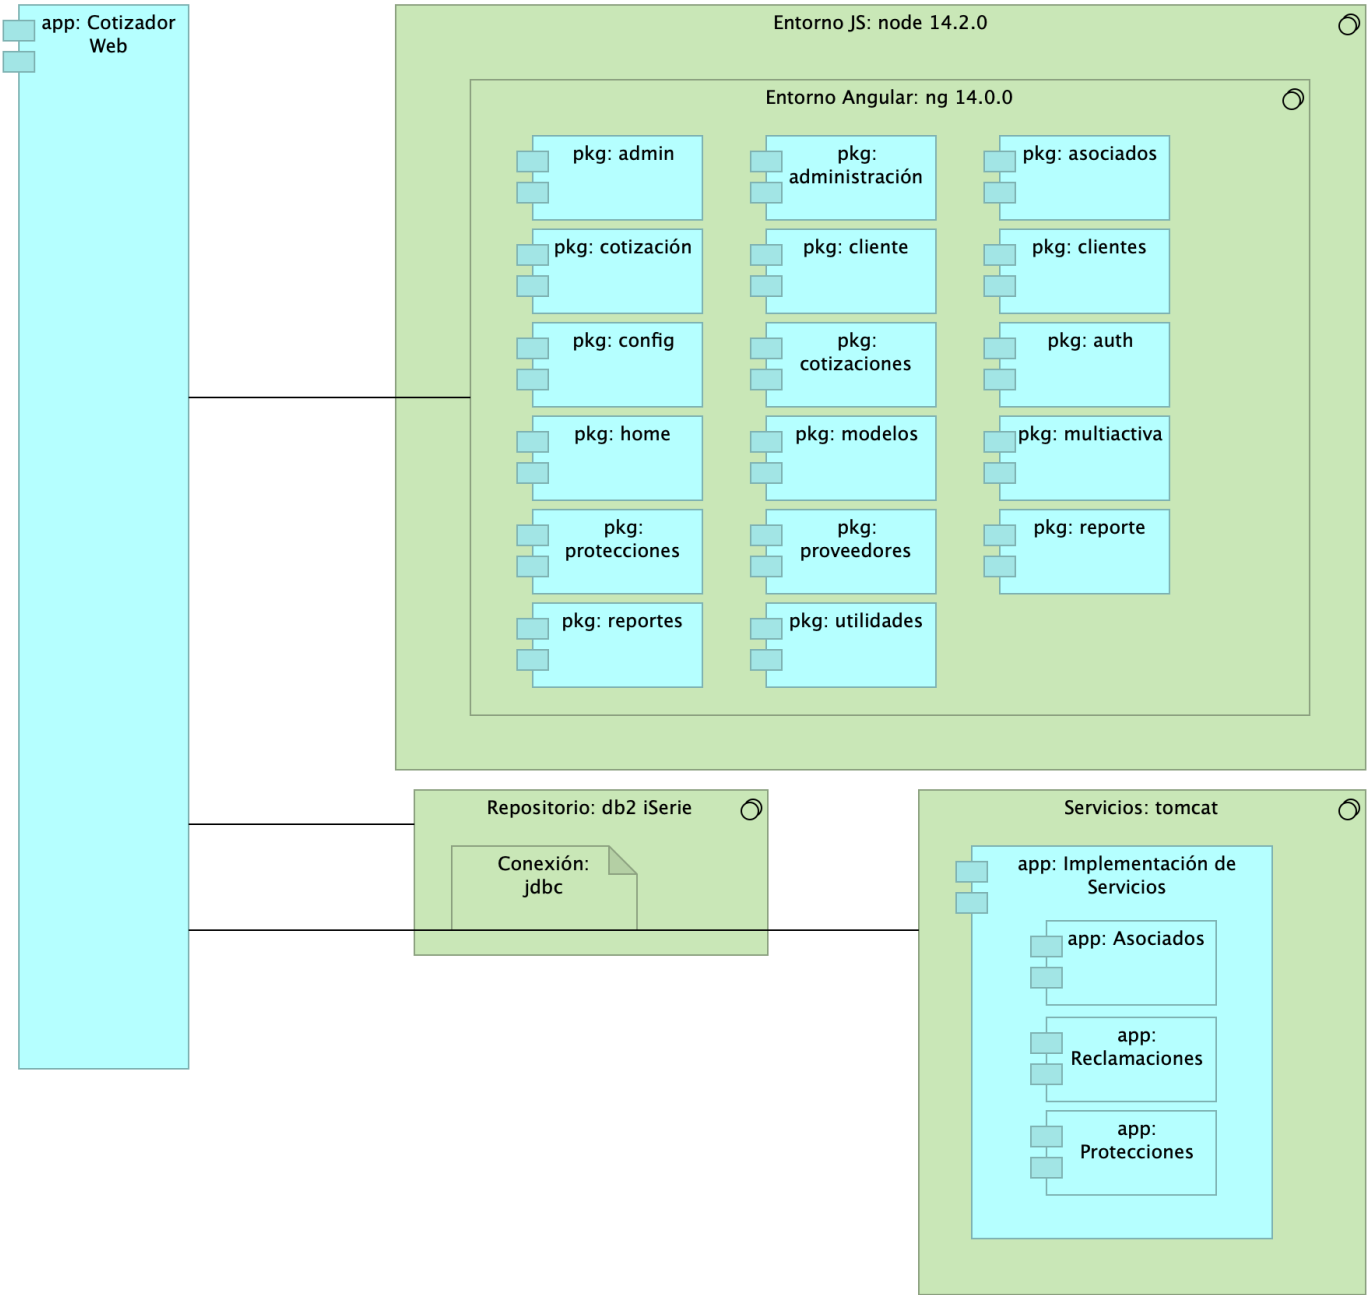 app: Cotizador
Web
Entorno JS: node 14.2.0
Entorno Angular: ng 14.0.0
pkg: admin
pkg:
administración
pkg: asociados
pkg: cotización
pkg: cliente
pkg: clientes
pkg: config
pkg:
cotizaciones
pkg: auth
pkg: home
pkg: modelos
pkg: multiactiva
pkg:
protecciones
pkg:
proveedores
pkg: reporte
pkg: reportes
pkg: utilidades
Repositorio: db2 iSerie
Conexión:
jdbc
Servicios: tomcat
app: Implementación de
Servicios
app: Asociados
app:
Reclamaciones
app:
Protecciones